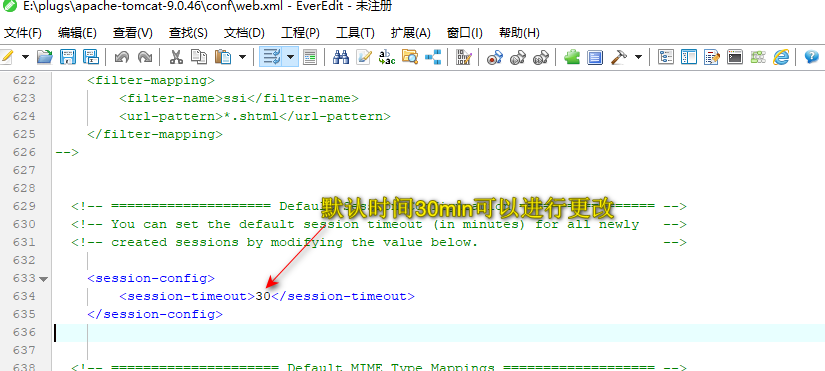 E:\plugs\apache-tomcat-9.0.46\conf\web.xml - EverEdit - 未注册
文件(F) 编辑(E) 查看(V) 查找(S) 文档(D) 工程(P) 工具(T) 扩展(A) 窗口(I) 帮助(H)
622 <filter-mapping>
623 <filter-name>ssi</filter-name>
624 <url-pattern>*.shtml</url-pattern>
625 </filter-mapping>
626 -->
627
628
629 <!-- ==================== Default
默认时间30min可以进行更改
=============== -->
630 <!-- You can set the default session timeout (in minutes) for all newly -->
631 <!-- created sessions by modifying the value below. -->
632
633 <session-config>
634 <session-timeout>30</session-timeout>
635 </session-config>
636
637
638 <!-- ===================== Default MIME Type Mappings =================== -->